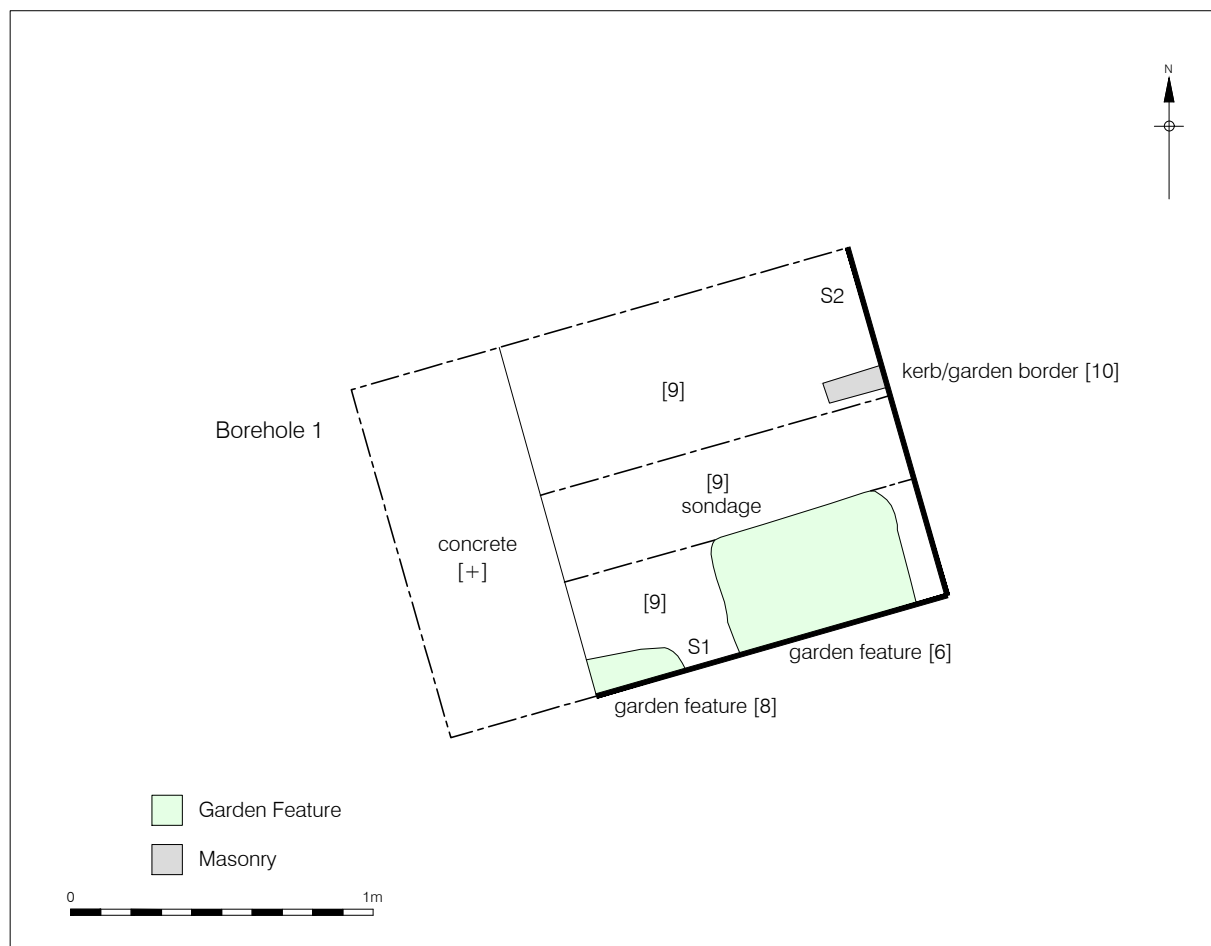 N
S2
kerb/garden border [10]
[9]
Borehole 1
[9]
sondage
concrete
[+]
[9]
S1
garden feature [6]
garden feature [8]
Garden Feature
Masonry
0 1m